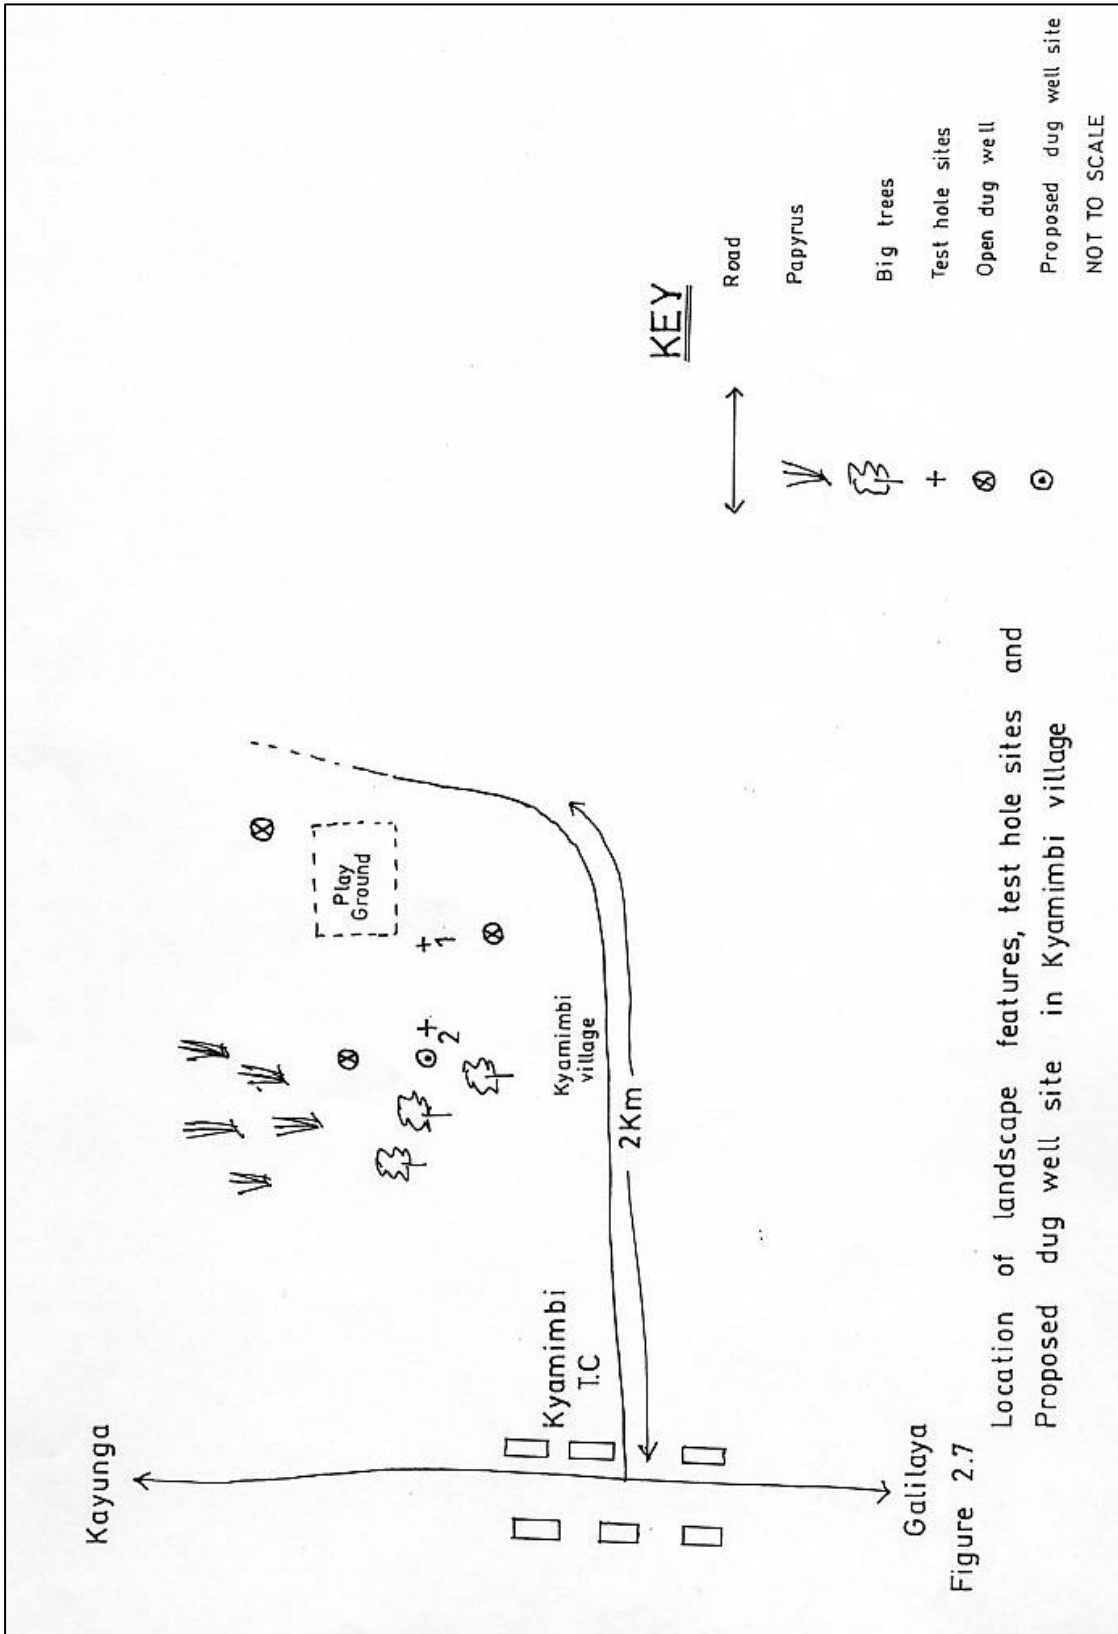 Kayunga
Play
Ground
1
2
Kyamimbi
village
Kyamimbi
T.C
2Km
Galilaya
KEY
Road
Papyrus
Big trees
Test hole sites
Open dug well
Proposed dug well site
NOT TO SCALE
Figure 2.7
Location of landscape features, test hole sites and
Proposed dug well site in Kyamimbi village